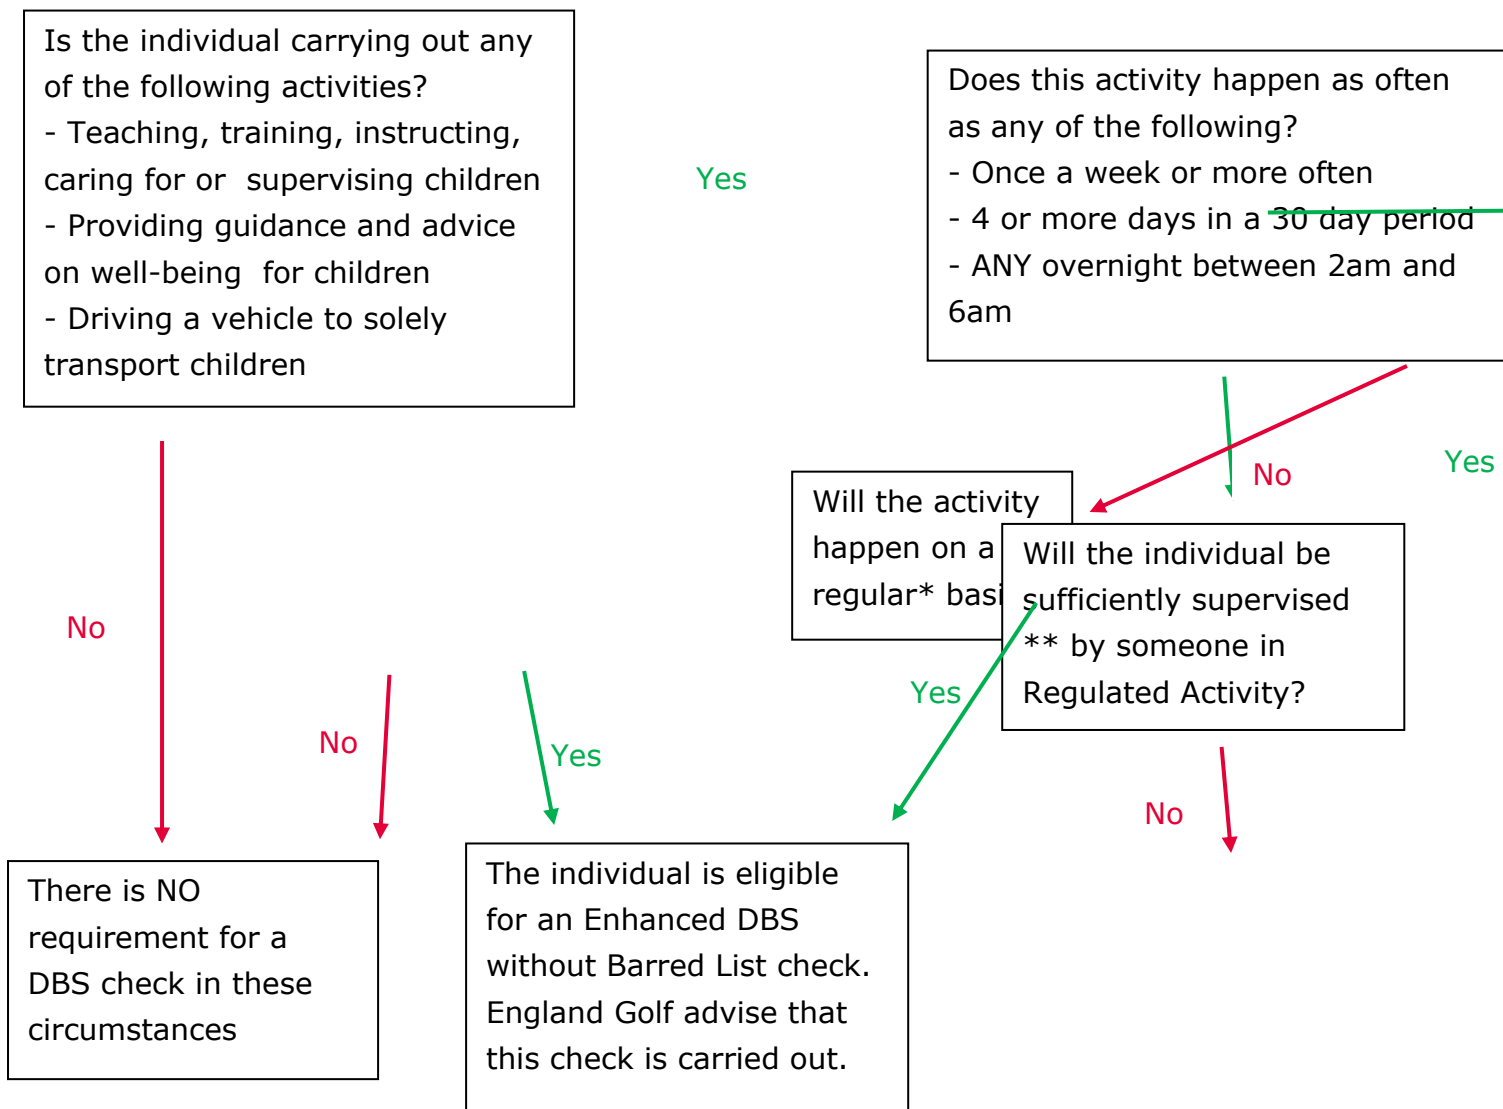 Is the individual carrying out any
of the following activities?
- Teaching, training, instructing,
caring for or supervising children
- Providing guidance and advice
on well-being for children
- Driving a vehicle to solely
transport children
Yes
Does this activity happen as often
as any of the following?
- Once a week or more often
- 4 or more days in a 30 day period
- ANY overnight between 2am and
6am
No
Yes
Will the activity
happen on a
regular* basi
Will the individual be
sufficiently supervised
** by someone in
Regulated Activity?
No
Yes
No
Yes
No
There is NO
requirement for a
DBS check in these
circumstances
The individual is eligible
for an Enhanced DBS
without Barred List check.
England Golf advise that
this check is carried out.